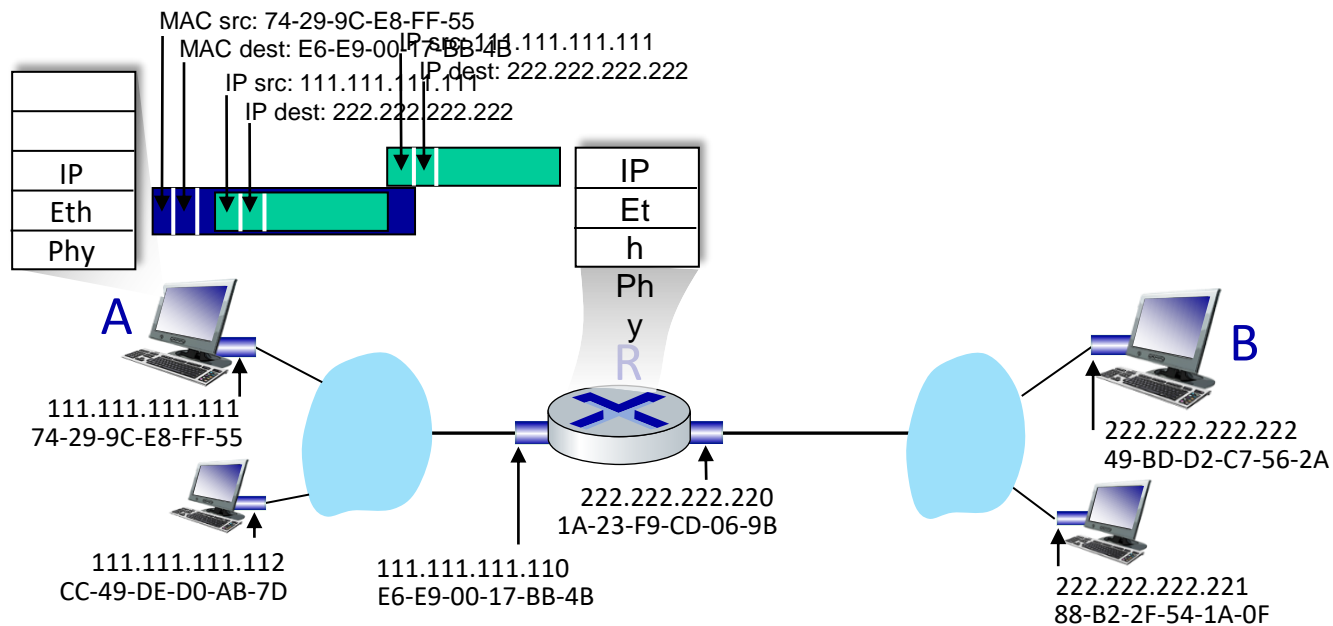 MAC src: 74-29-9C-E8-FF-55
MAC dest: E6-E9-00-17-BB-4B
IP src: 111.111.111.111
IP dest: 222.222.222.222
IP src: 111.111.111.111
IP dest: 222.222.222.222
IP
Eth
Phy
IP
Et
h
Ph
y
A
R
B
111.111.111.111
74-29-9C-E8-FF-55
222.222.222.222
49-BD-D2-C7-56-2A
222.222.222.220
1A-23-F9-CD-06-9B
111.111.111.112
CC-49-DE-D0-AB-7D
111.111.111.110
E6-E9-00-17-BB-4B
222.222.222.221
88-B2-2F-54-1A-0F